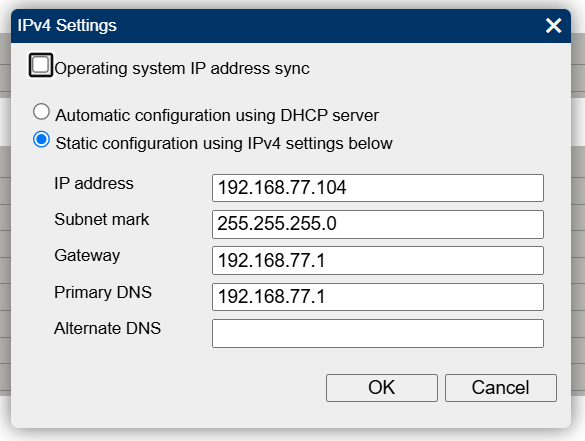 IPv4 Settings
Operating system IP address sync
Automatic configuration using DHCP server
Static configuration using IPv4 settings below
IP address 192.168.77.104
Subnet mark 255.255.255.0
Gateway 192.168.77.1
Primary DNS 192.168.77.1
Alternate DNS
OK Cancel